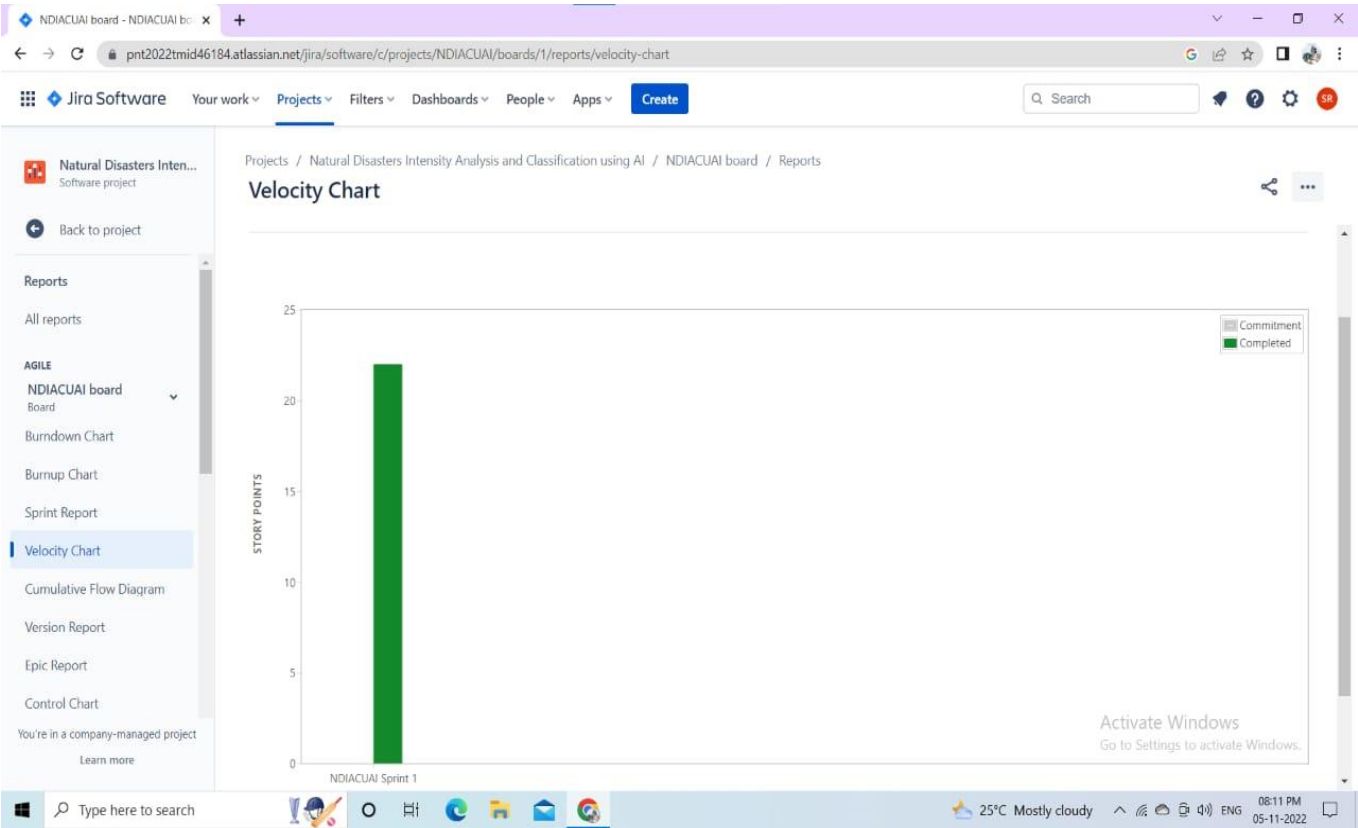 NDIACUAI board - NDIACUAI bo
pnt2022tmid46184.atlassian.net/jira/software/c/projects/NDIACUAI/boards/1/reports/velocity-chart
Jira Software Your work Projects Filters Dashboards People Apps Create Search SR
Natural Disasters Inten...
Software project
Back to project
Reports
All reports
AGILE
NDIACUAI board
Board
Burndown Chart
Burnup Chart
Sprint Report
Velocity Chart
Cumulative Flow Diagram
Version Report
Epic Report
Control Chart
You're in a company-managed project
Learn more
Projects / Natural Disasters Intensity Analysis and Classification using AI / NDIACUAI board / Reports
Velocity Chart
Commitment
Completed
STORY POINTS
25
20
15
10
5
0
NDIACUAI Sprint 1
Activate Windows
Go to Settings to activate Windows.
Type here to search
25°C Mostly cloudy ENG 08:11 PM
05-11-2022